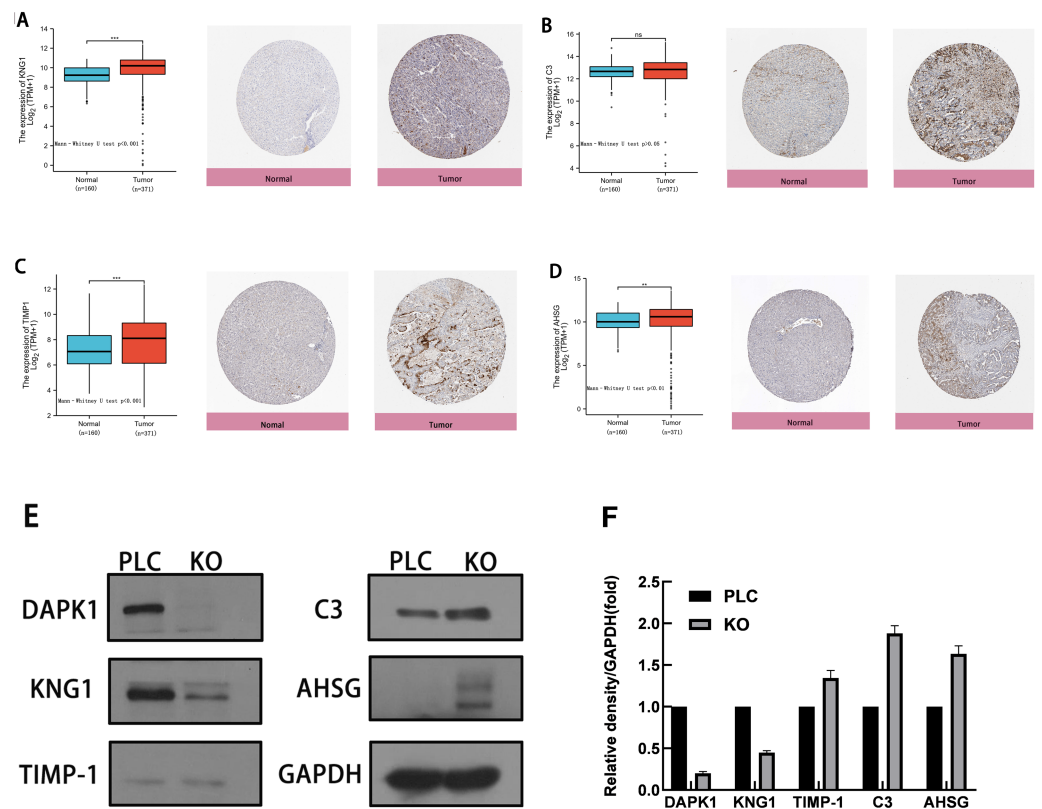 A
The expression of KNG1
Log2 (TPM+1)
14
12
10
8
6
4
2
0
***
Mann-Whitney U test p<0.001
Normal
(n=160)
Tumor
(n=371)
Normal
Tumor
B
The expression of C3
Log2 (TPM+1)
16
14
12
10
8
6
4
ns
Mann-Whitney U test p>0.05
Normal
(n=160)
Tumor
(n=371)
Normal
Tumor
C
The expression of TIMP1
Log2 (TPM+1)
12
10
8
6
4
2
***
Mann-Whitney U test p<0.001
Normal
(n=160)
Tumor
(n=371)
Nomal
Tumor
D
The expression of AHSG
Log2 (TPM+1)
15
10
5
0
**
Mann-Whitney U test p<0.01
Normal
(n=160)
Tumor
(n=371)
Normal
Tumor
E
PLC KO
DAPK1
KNG1
TIMP-1
PLC KO
C3
AHSG
GAPDH
F
Relative density/GAPDH(fold)
2.5
2.0
1.5
1.0
0.5
0.0
PLC
KO
DAPK1 KNG1 TIMP-1 C3 AHSG